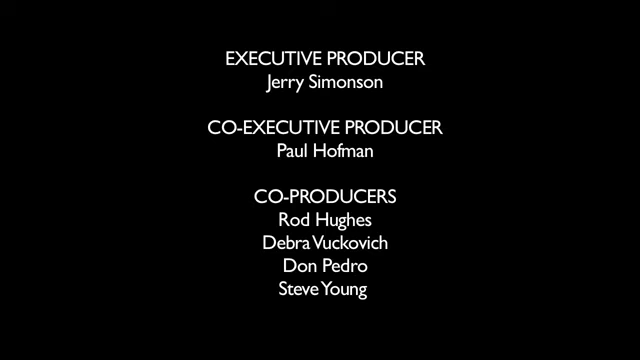 EXECUTIVE PRODUCER
Jerry Simonson
CO-EXECUTIVE PRODUCER
Paul Hofman
CO-PRODUCERS
Rod Hughes
Debra Vuckovich
Don Pedro
Steve Young